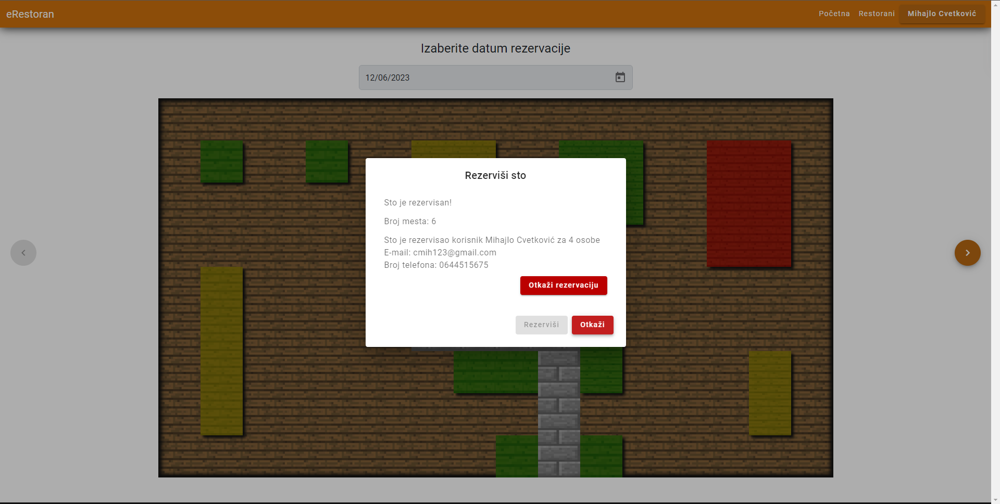 eRestoran
Početna Restorani Mihajlo Cvetković
Izaberite datum rezervacije
12/06/2023
Rezerviši sto
Sto je rezervisan!
Broj mesta: 6
Sto je rezervisao korisnik Mihajlo Cvetković za 4 osobe
E-mail: cmih123@gmail.com
Broj telefona: 0644515675
Otkaži rezervaciju
Rezerviši Otkaži